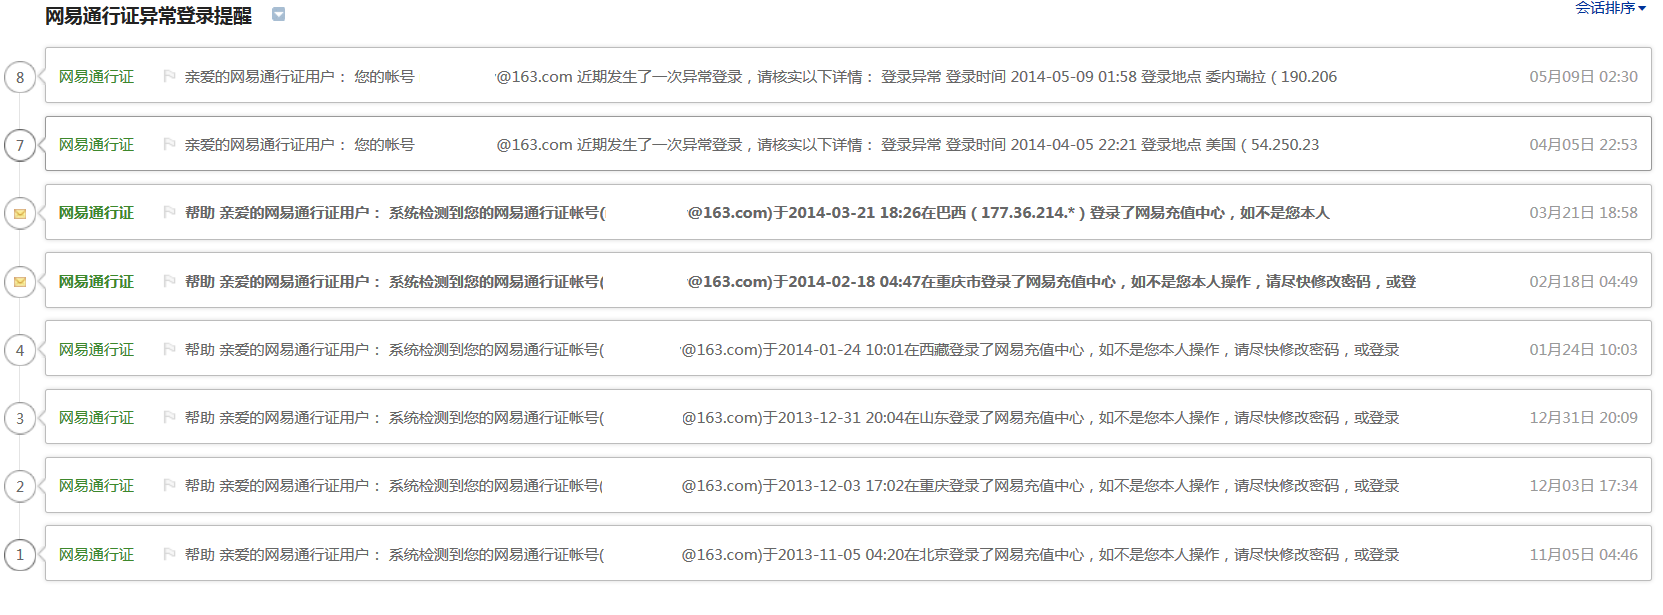 网易通行证异常登录提醒
会话排序
8 网易通行证 亲爱的网易通行证用户： 您的帐号 @163.com 近期发生了一次异常登录，请核实以下详情： 登录异常 登录时间 2014-05-09 01:58 登录地点 委内瑞拉 ( 190.206 05月09日 02:30
7 网易通行证 亲爱的网易通行证用户： 您的帐号 @163.com 近期发生了一次异常登录，请核实以下详情： 登录异常 登录时间 2014-04-05 22:21 登录地点 美国 ( 54.250.23 04月05日 22:53
网易通行证 帮助 亲爱的网易通行证用户： 系统检测到您的网易通行证帐号( @163.com)于2014-03-21 18:26在巴西（177.36.214.*）登录了网易充值中心，如不是您本人 03月21日 18:58
网易通行证 帮助 亲爱的网易通行证用户： 系统检测到您的网易通行证帐号( @163.com)于2014-02-18 04:47在重庆市登录了网易充值中心，如不是您本人操作，请尽快修改密码，或登 02月18日 04:49
4 网易通行证 帮助 亲爱的网易通行证用户： 系统检测到您的网易通行证帐号( @163.com)于2014-01-24 10:01在西藏登录了网易充值中心，如不是您本人操作，请尽快修改密码，或登录 01月24日 10:03
3 网易通行证 帮助 亲爱的网易通行证用户： 系统检测到您的网易通行证帐号( @163.com)于2013-12-31 20:04在山东登录了网易充值中心，如不是您本人操作，请尽快修改密码，或登录 12月31日 20:09
2 网易通行证 帮助 亲爱的网易通行证用户： 系统检测到您的网易通行证帐号( @163.com)于2013-12-03 17:02在重庆登录了网易充值中心，如不是您本人操作，请尽快修改密码，或登录 12月03日 17:34
1 网易通行证 帮助 亲爱的网易通行证用户： 系统检测到您的网易通行证帐号( @163.com)于2013-11-05 04:20在北京登录了网易充值中心，如不是您本人操作，请尽快修改密码，或登录 11月05日 04:46